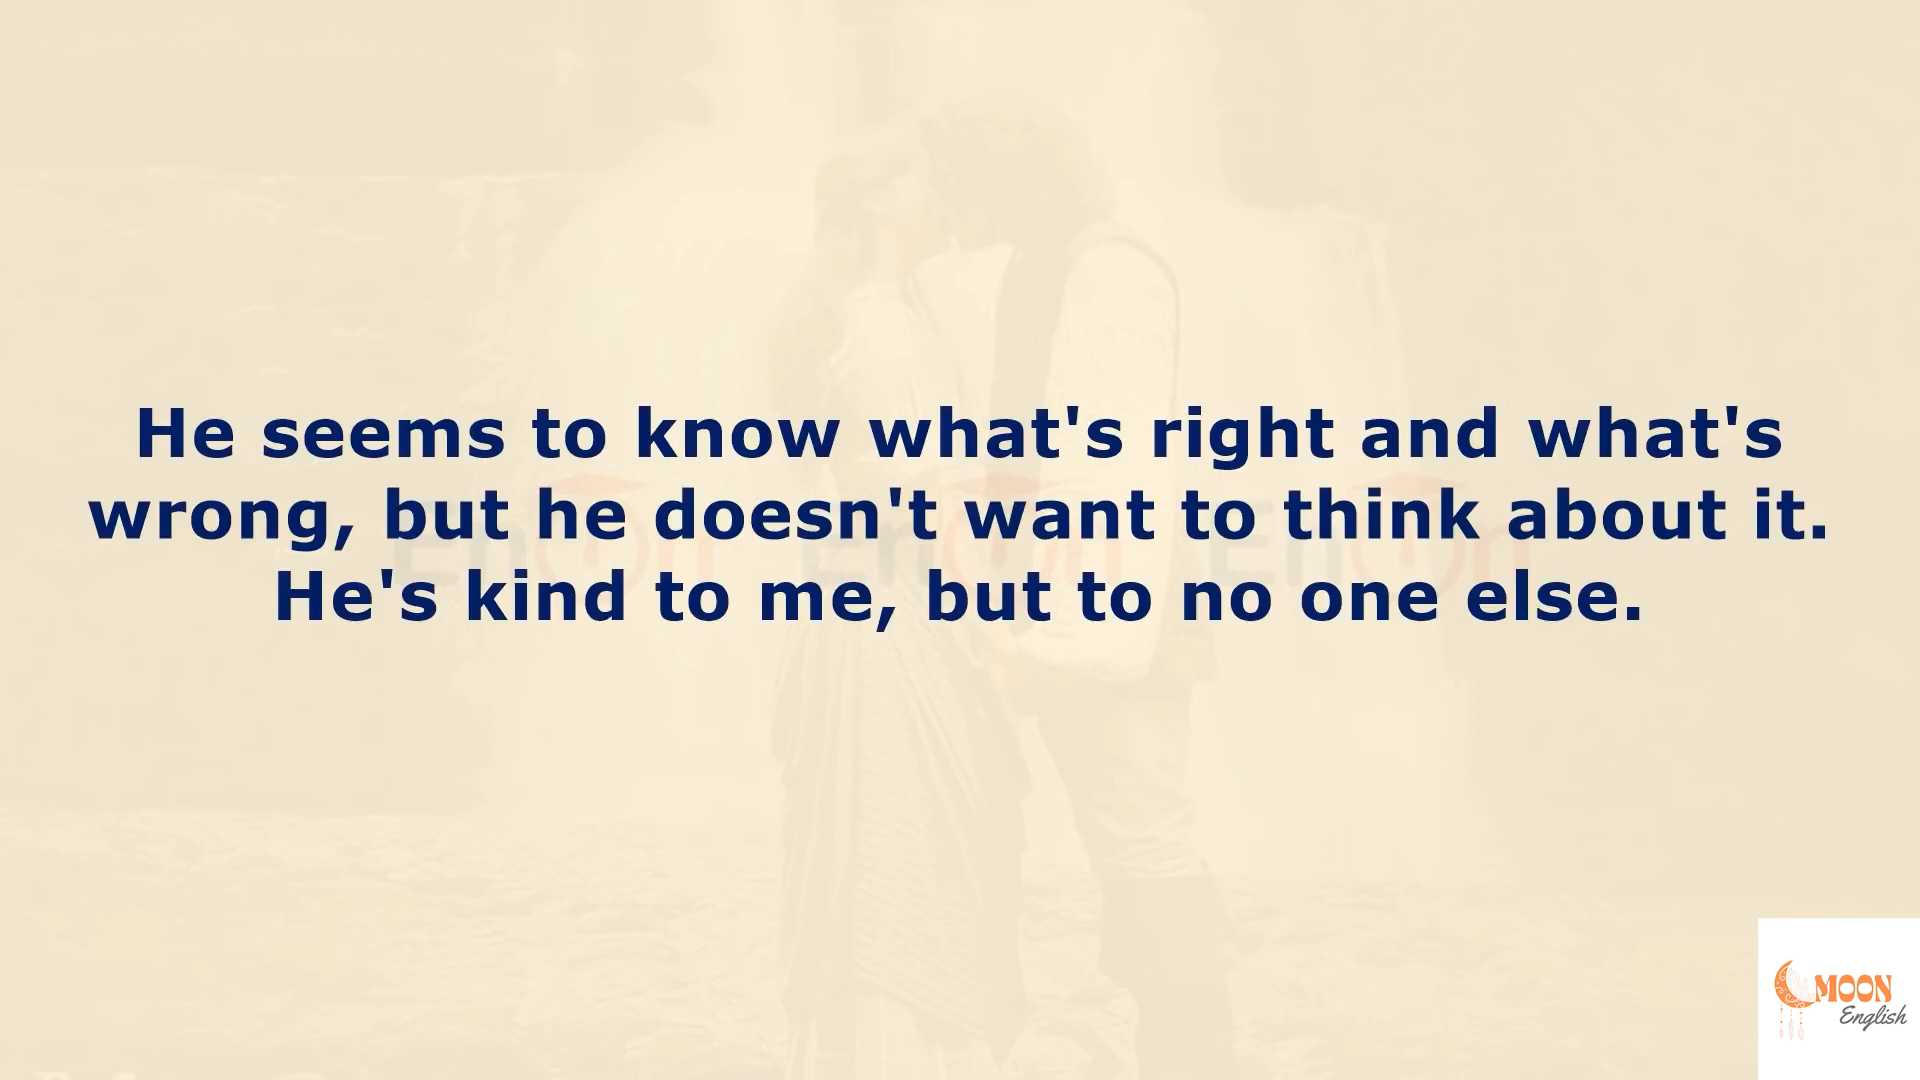 He seems to know what's right and what's
wrong, but he doesn't want to think about it.
He's kind to me, but to no one else.
MOON
English